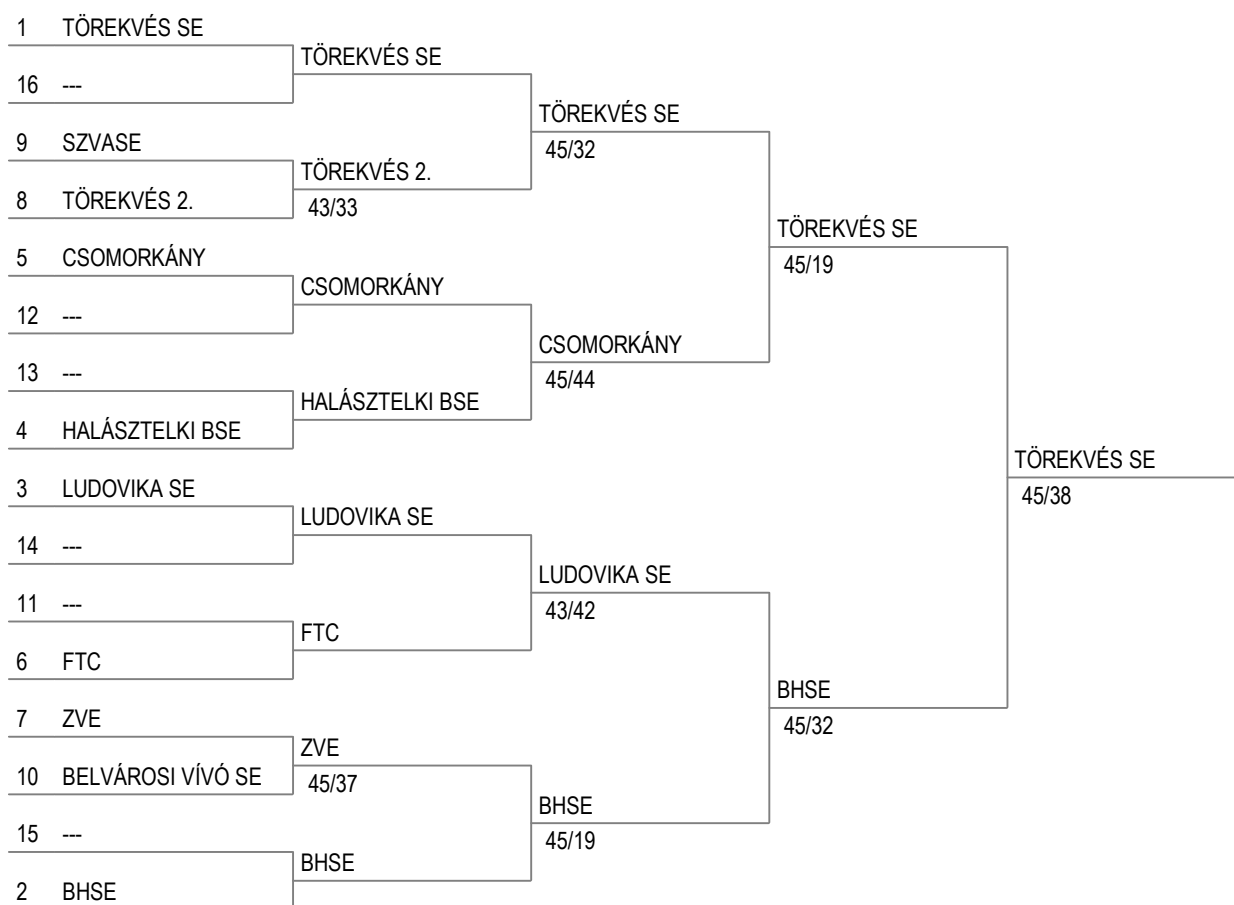 1 TÖREKVÉS SE
TÖREKVÉS SE
16 ---
TÖREKVÉS SE
45/32
9 SZVASE
TÖREKVÉS 2.
43/33
8 TÖREKVÉS 2.
TÖREKVÉS SE
45/19
5 CSOMORKÁNY
CSOMORKÁNY
12 ---
CSOMORKÁNY
45/44
13 ---
HALÁSZTELKI BSE
4 HALÁSZTELKI BSE
TÖREKVÉS SE
45/38
3 LUDOVIKA SE
LUDOVIKA SE
14 ---
LUDOVIKA SE
43/42
11 ---
FTC
6 FTC
BHSE
45/32
7 ZVE
ZVE
45/37
10 BELVÁROSI VÍVÓ SE
BHSE
45/19
15 ---
BHSE
2 BHSE